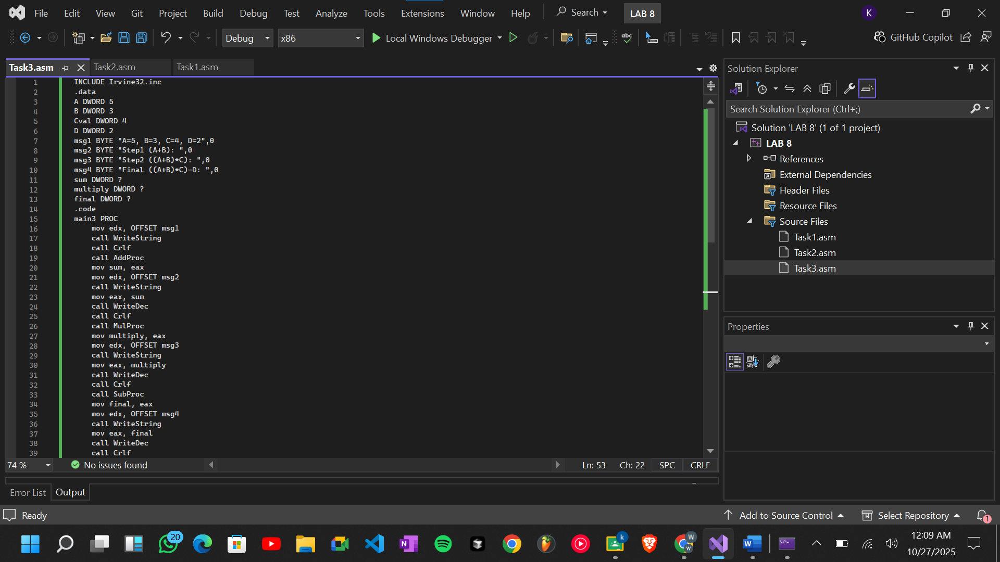 File Edit View Git Project Build Debug Test Analyze Tools Extensions Window Help Search LAB 8 K
Debug x86 Local Windows Debugger abc GitHub Copilot
Task3.asm Task2.asm Task1.asm
1 INCLUDE Irvine32.inc
2 .data
3 A DWORD 5
4 B DWORD 3
5 Cval DWORD 4
6 D DWORD 2
7 msg1 BYTE "A=5, B=3, C=4, D=2",0
8 msg2 BYTE "Step1 (A+B): ",0
9 msg3 BYTE "Step2 ((A+B)*C): ",0
10 msg4 BYTE "Final ((A+B)*C)-D: ",0
11 sum DWORD ?
12 multiply DWORD ?
13 final DWORD ?
14 .code
15 main3 PROC
16 mov edx, OFFSET msg1
17 call WriteString
18 call Crlf
19 call AddProc
20 mov sum, eax
21 mov edx, OFFSET msg2
22 call WriteString
23 mov eax, sum
24 call WriteDec
25 call Crlf
26 call MulProc
27 mov multiply, eax
28 mov edx, OFFSET msg3
29 call WriteString
30 mov eax, multiply
31 call WriteDec
32 call Crlf
33 call SubProc
34 mov final, eax
35 mov edx, OFFSET msg4
36 call WriteString
37 mov eax, final
38 call WriteDec
39 call Crlf
74 % No issues found Ln: 53 Ch: 22 SPC CRLF
Error List Output
Solution Explorer
Search Solution Explorer (Ctrl+;)
Solution 'LAB 8' (1 of 1 project)
LAB 8
References
External Dependencies
Header Files
Resource Files
Source Files
Task1.asm
Task2.asm
Task3.asm
Properties
Ready Add to Source Control Select Repository 1
20 N k W W W C:\_ 12:09 AM
10/27/2025